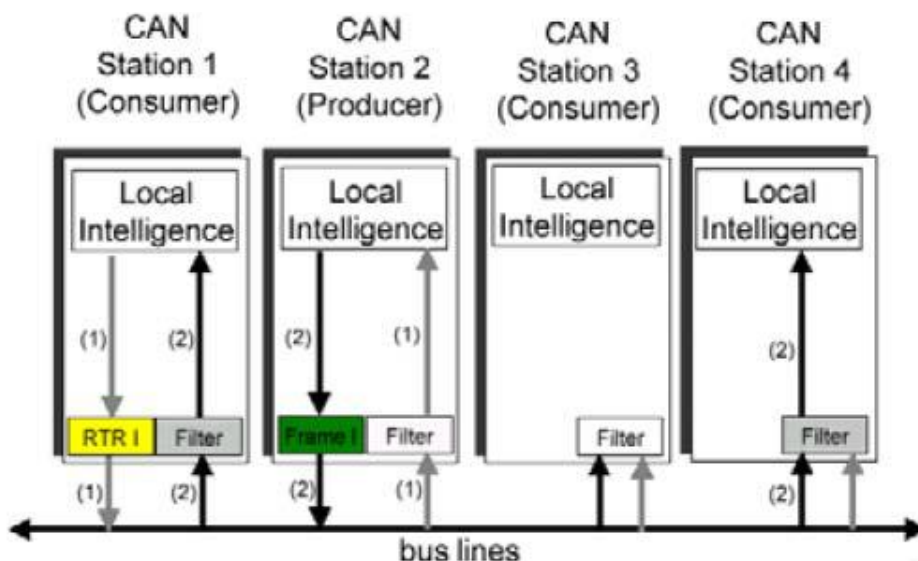 CAN
Station 1
(Consumer)
CAN
Station 2
(Producer)
CAN
Station 3
(Consumer)
CAN
Station 4
(Consumer)
Local
Intelligence
Local
Intelligence
Local
Intelligence
Local
Intelligence
(1)
(2)
(2)
(1)
(2)
RTR I
Filter
Frame I
Filter
Filter
Filter
(1)
(2)
(2)
(1)
(2)
bus lines